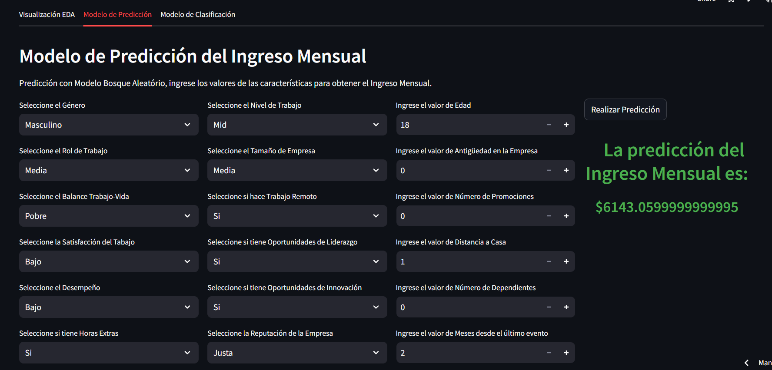 Visualización EDA
Modelo de Predicción
Modelo de Clasificación
Modelo de Predicción del Ingreso Mensual
Predicción con Modelo Bosque Aleatório, ingrese los valores de las características para obtener el Ingreso Mensual.
Seleccione el Género
Masculino
Seleccione el Rol de Trabajo
Media
Seleccione el Balance Trabajo-Vida
Pobre
Seleccione la Satisfacción del Tabajo
Bajo
Seleccione el Desempeño
Bajo
Seleccione si tiene Horas Extras
Si
Seleccione el Nivel de Trabajo
Mid
Seleccione el Tamaño de Empresa
Media
Seleccione si hace Trabajo Remoto
Si
Seleccione si tiene Oportunidades de Liderazgo
Si
Seleccione si tiene Oportunidades de Innovación
Si
Seleccione la Reputación de la Empresa
Justa
Ingrese el valor de Edad
18
Ingrese el valor de Antigüedad en la Empresa
0
Ingrese el valor de Número de Promociones
0
Ingrese el valor de Distancia a Casa
1
Ingrese el valor de Número de Dependientes
0
Ingrese el valor de Meses desde el último evento
2
Realizar Predicción
La predicción del
Ingreso Mensual es:
$6143.0599999999995
Man